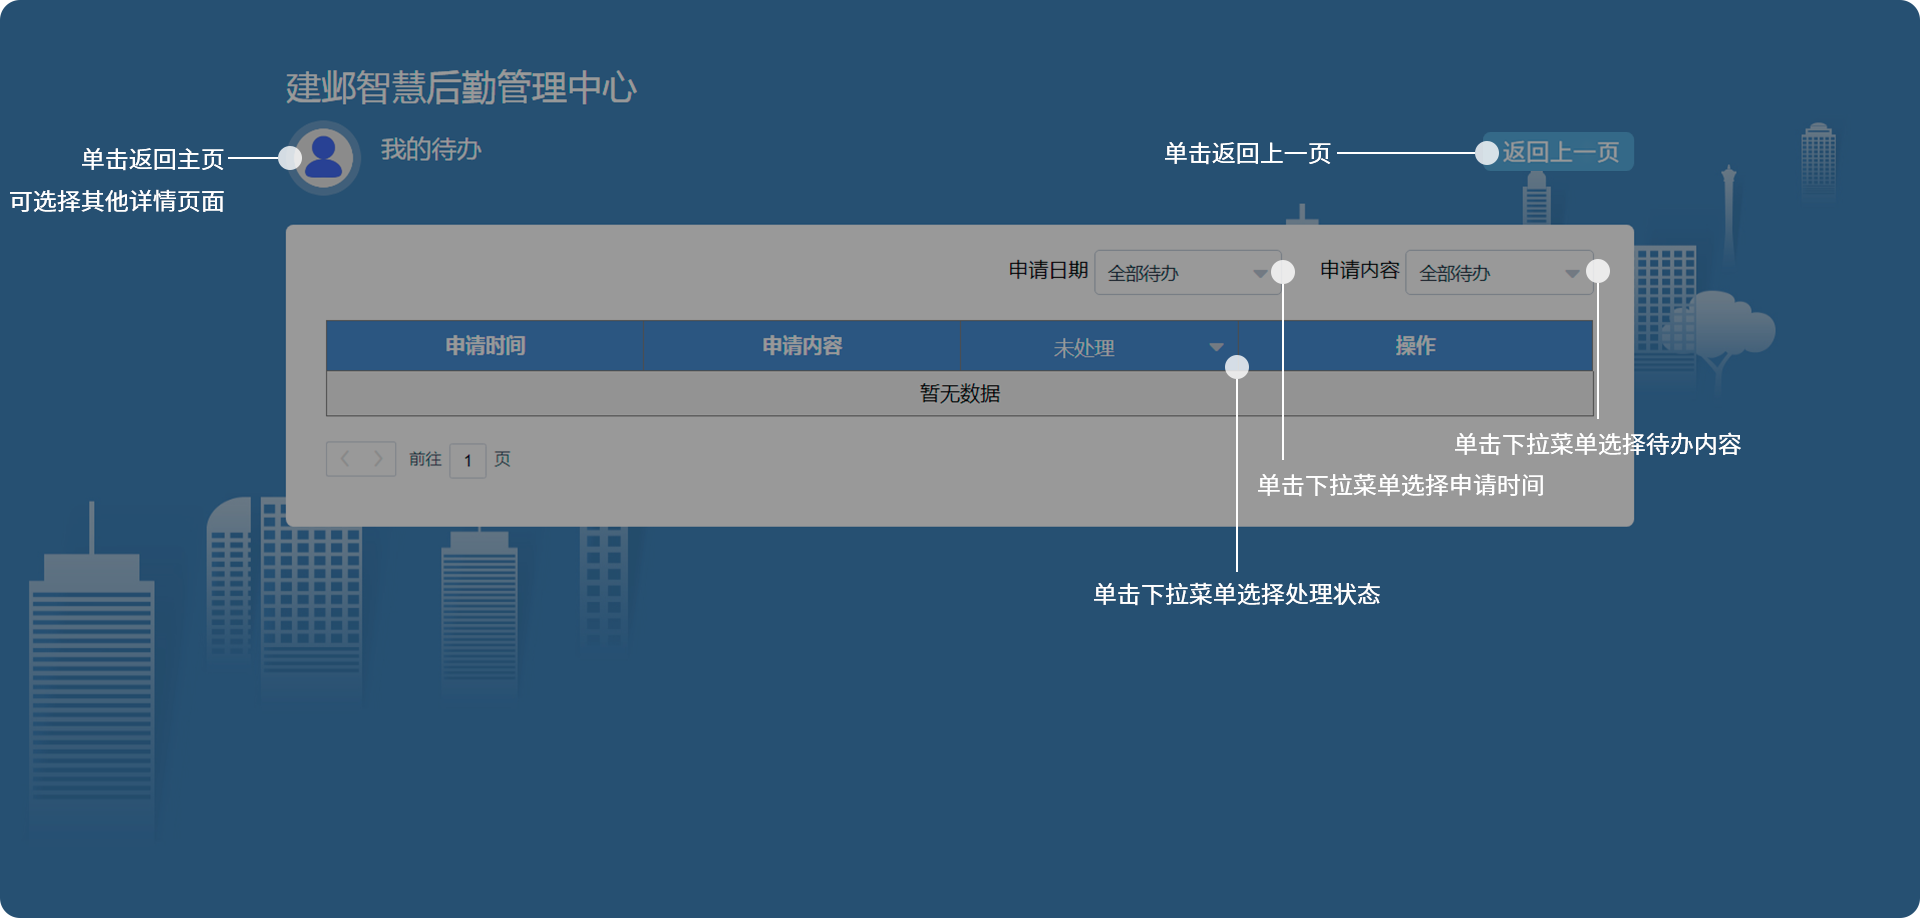 建邺智慧后勤管理中心
我的待办
单击返回主页
可选择其他详情页面
单击返回上一页
返回上一页
申请日期 全部待办 申请内容 全部待办
申请时间 申请内容 未处理 操作
暂无数据
前往 1 页
单击下拉菜单选择待办内容
单击下拉菜单选择申请时间
单击下拉菜单选择处理状态